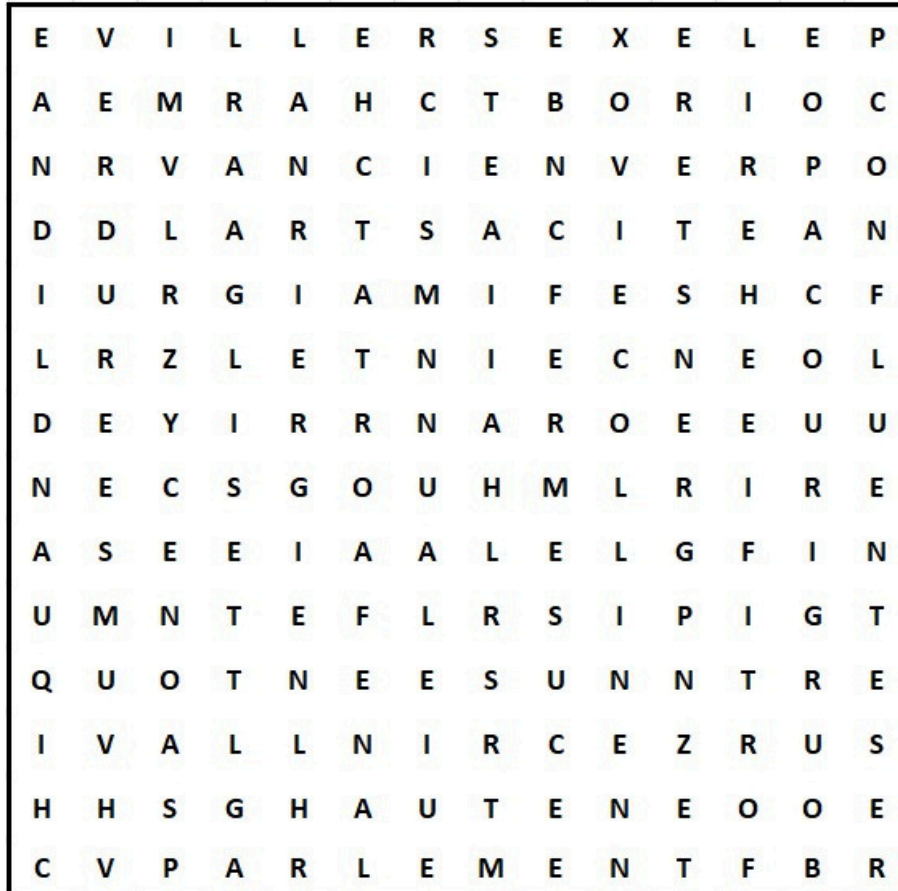 E V I L L E R S E X E L E P
A E M R A H C T B O R I O C
N R V A N C I E N V E R P O
D D L A R T S A C I T E A N
I U R G I A M I F E S H C F
L R Z L E T N I E C N E O L
D E Y I R R N A R O E E U U
N E C S G O U H M L R I R E
A S E E I A A L E L G F I N
U M N T E F L R S I P I G T
Q U O T N E E S U N N T R E
I V A L L N I R C E Z R U S
H H S G H A U T E N E O O E
C V P A R L E M E N T F B R